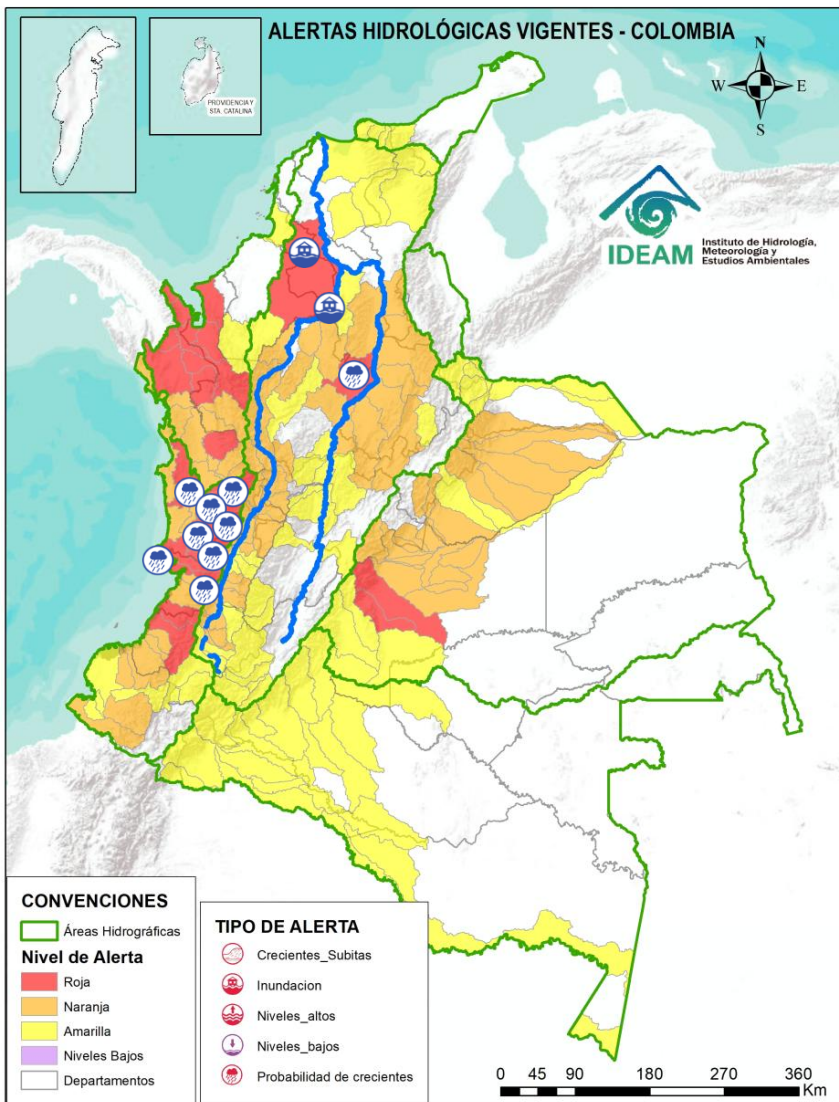 ALERTAS HIDROLÓGICAS VIGENTES - COLOMBIA
PROVIDENCIA Y
STA. CATALINA
N
W
E
S
IDEAM
Instituto de Hidrología,
Meteorología y
Estudios Ambientales
CONVENCIONES
Áreas Hidrográficas
Nivel de Alerta
Roja
Naranja
Amarilla
Niveles Bajos
Departamentos
TIPO DE ALERTA
Crecientes_Subitas
Inundacion
Niveles_altos
Niveles_bajos
Probabilidad de crecientes
0 45 90 180 270 360
Km